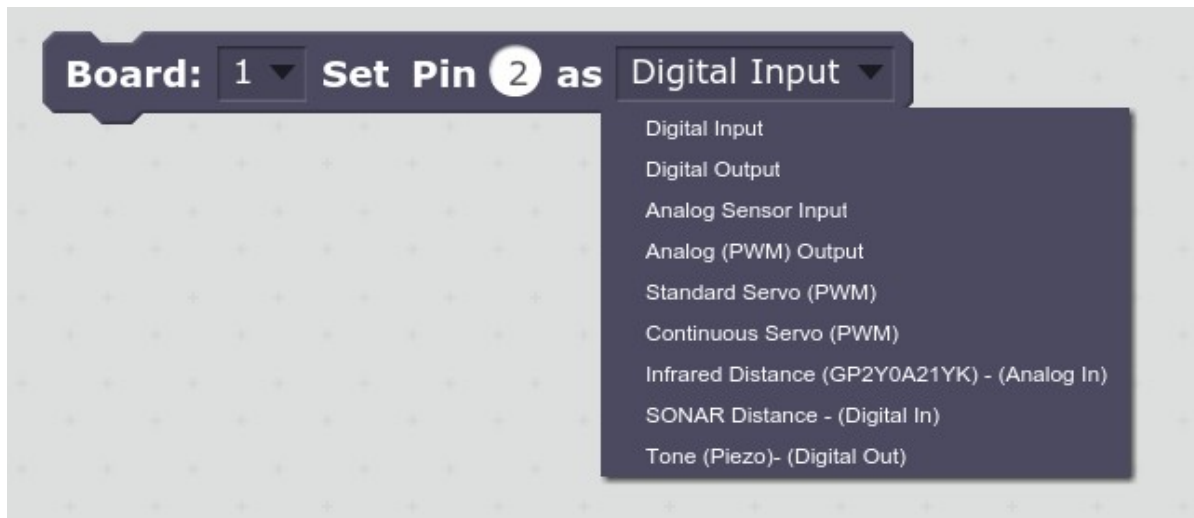 Board: 1 Set Pin 2 as Digital Input
Digital Input
Digital Output
Analog Sensor Input
Analog (PWM) Output
Standard Servo (PWM)
Continuous Servo (PWM)
Infrared Distance (GP2Y0A21YK) - (Analog In)
SONAR Distance - (Digital In)
Tone (Piezo)- (Digital Out)